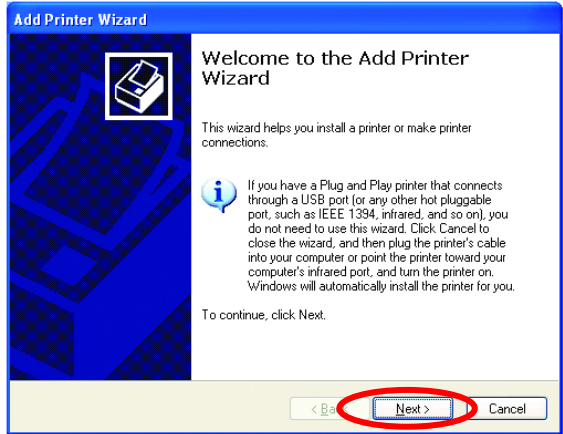 Add Printer Wizard
Welcome to the Add Printer
Wizard
This wizard helps you install a printer or make printer
connections.
If you have a Plug and Play printer that connects
through a USB port (or any other hot pluggable
port, such as IEEE 1394, infrared, and so on), you
do not need to use this wizard. Click Cancel to
close the wizard, and then plug the printer's cable
into your computer or point the printer toward your
computer's infrared port, and turn the printer on.
Windows will automatically install the printer for you.
To continue, click Next.
< Ba Next > Cancel